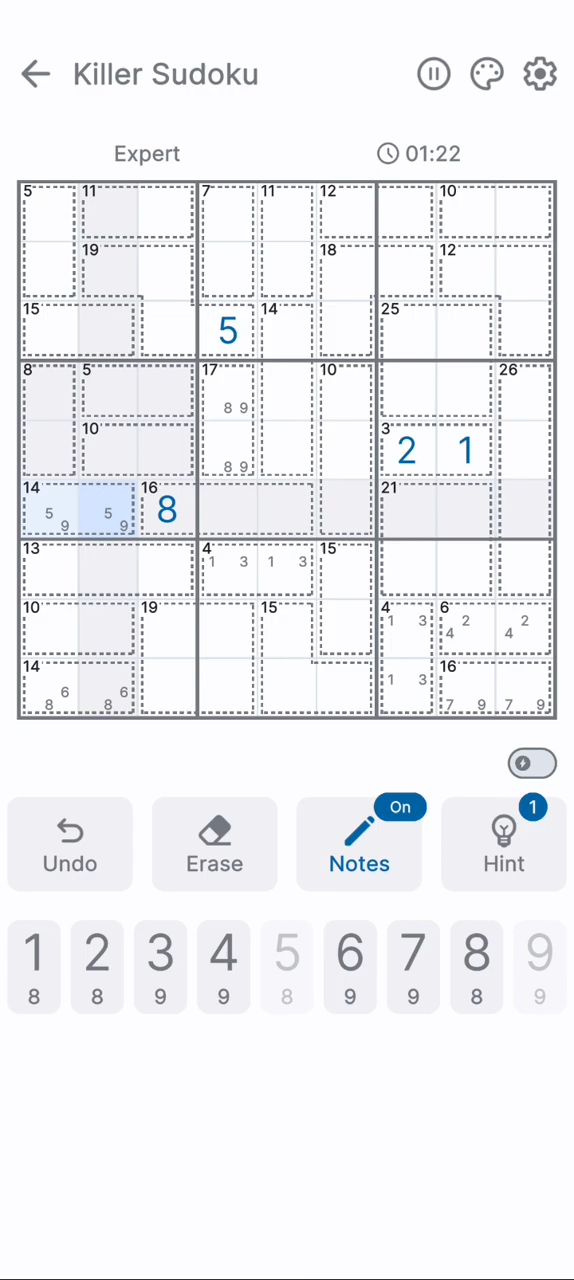 Killer Sudoku
Expert 01:22
5 11 7 11 12 10
19 18 12
15 5 14 25
8 5 17 10 26
8 9
10 3 2 1
8 9
14 16 8 21
5 9 5 9
13 4 15
1 3 1 3
10 19 15 4 6
1 3 2 4 2 4
14 16
6 8 6 8 1 3 7 9 7 9
On 1
Undo Erase Notes Hint
1 2 3 4 5 6 7 8 9
8 8 9 9 8 9 9 8 9